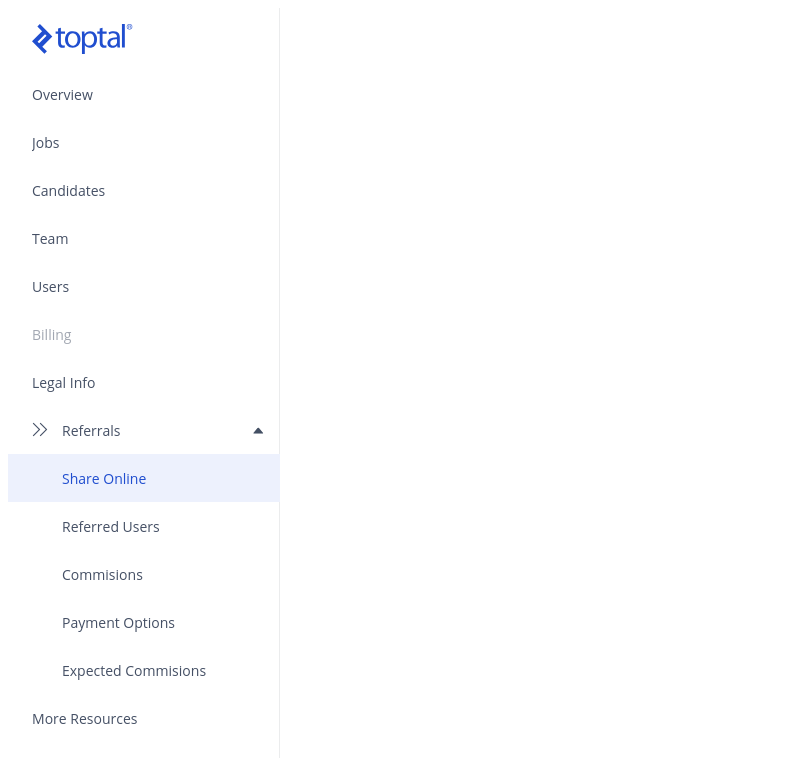 toptal®
Overview
Jobs
Candidates
Team
Users
Billing
Legal Info
Referrals
Share Online
Referred Users
Commisions
Payment Options
Expected Commisions
More Resources